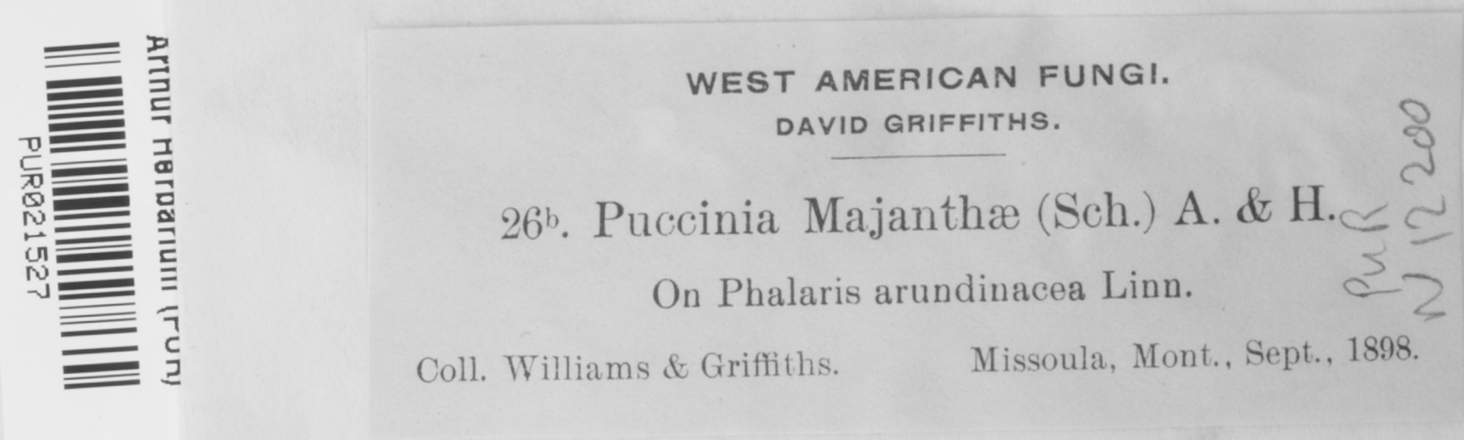 WEST AMERICAN FUNGI.
DAVID GRIFFITHS.
26ᵇ. Puccinia Majanthæ (Sch.) A. & H.
On Phalaris arundinacea Linn.
Coll. Williams & Griffiths. Missoula, Mont., Sept., 1898.
PUR
N 12200
PUR021527
Arthur Herbarium (PUR)